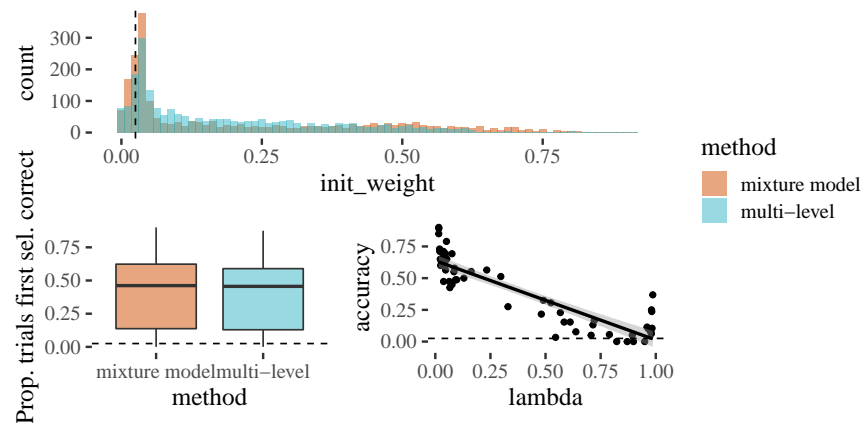 count
300
200
100
0
0.00 0.25 0.50 0.75
init_weight
method
mixture model
multi−level
Prop. trials first sel. correct
0.75
0.50
0.25
0.00
mixture model multi−level
method
accuracy
0.75
0.50
0.25
0.00
0.00 0.25 0.50 0.75 1.00
lambda